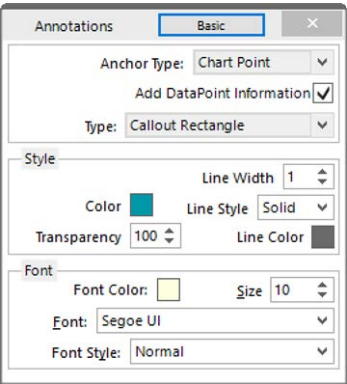 Annotations Basic
Anchor Type: Chart Point
Add DataPoint Information
Type: Callout Rectangle
Style
Line Width 1
Color Line Style Solid
Transparency 100 Line Color
Font
Font Color: Size 10
Font: Segoe UI
Font Style: Normal